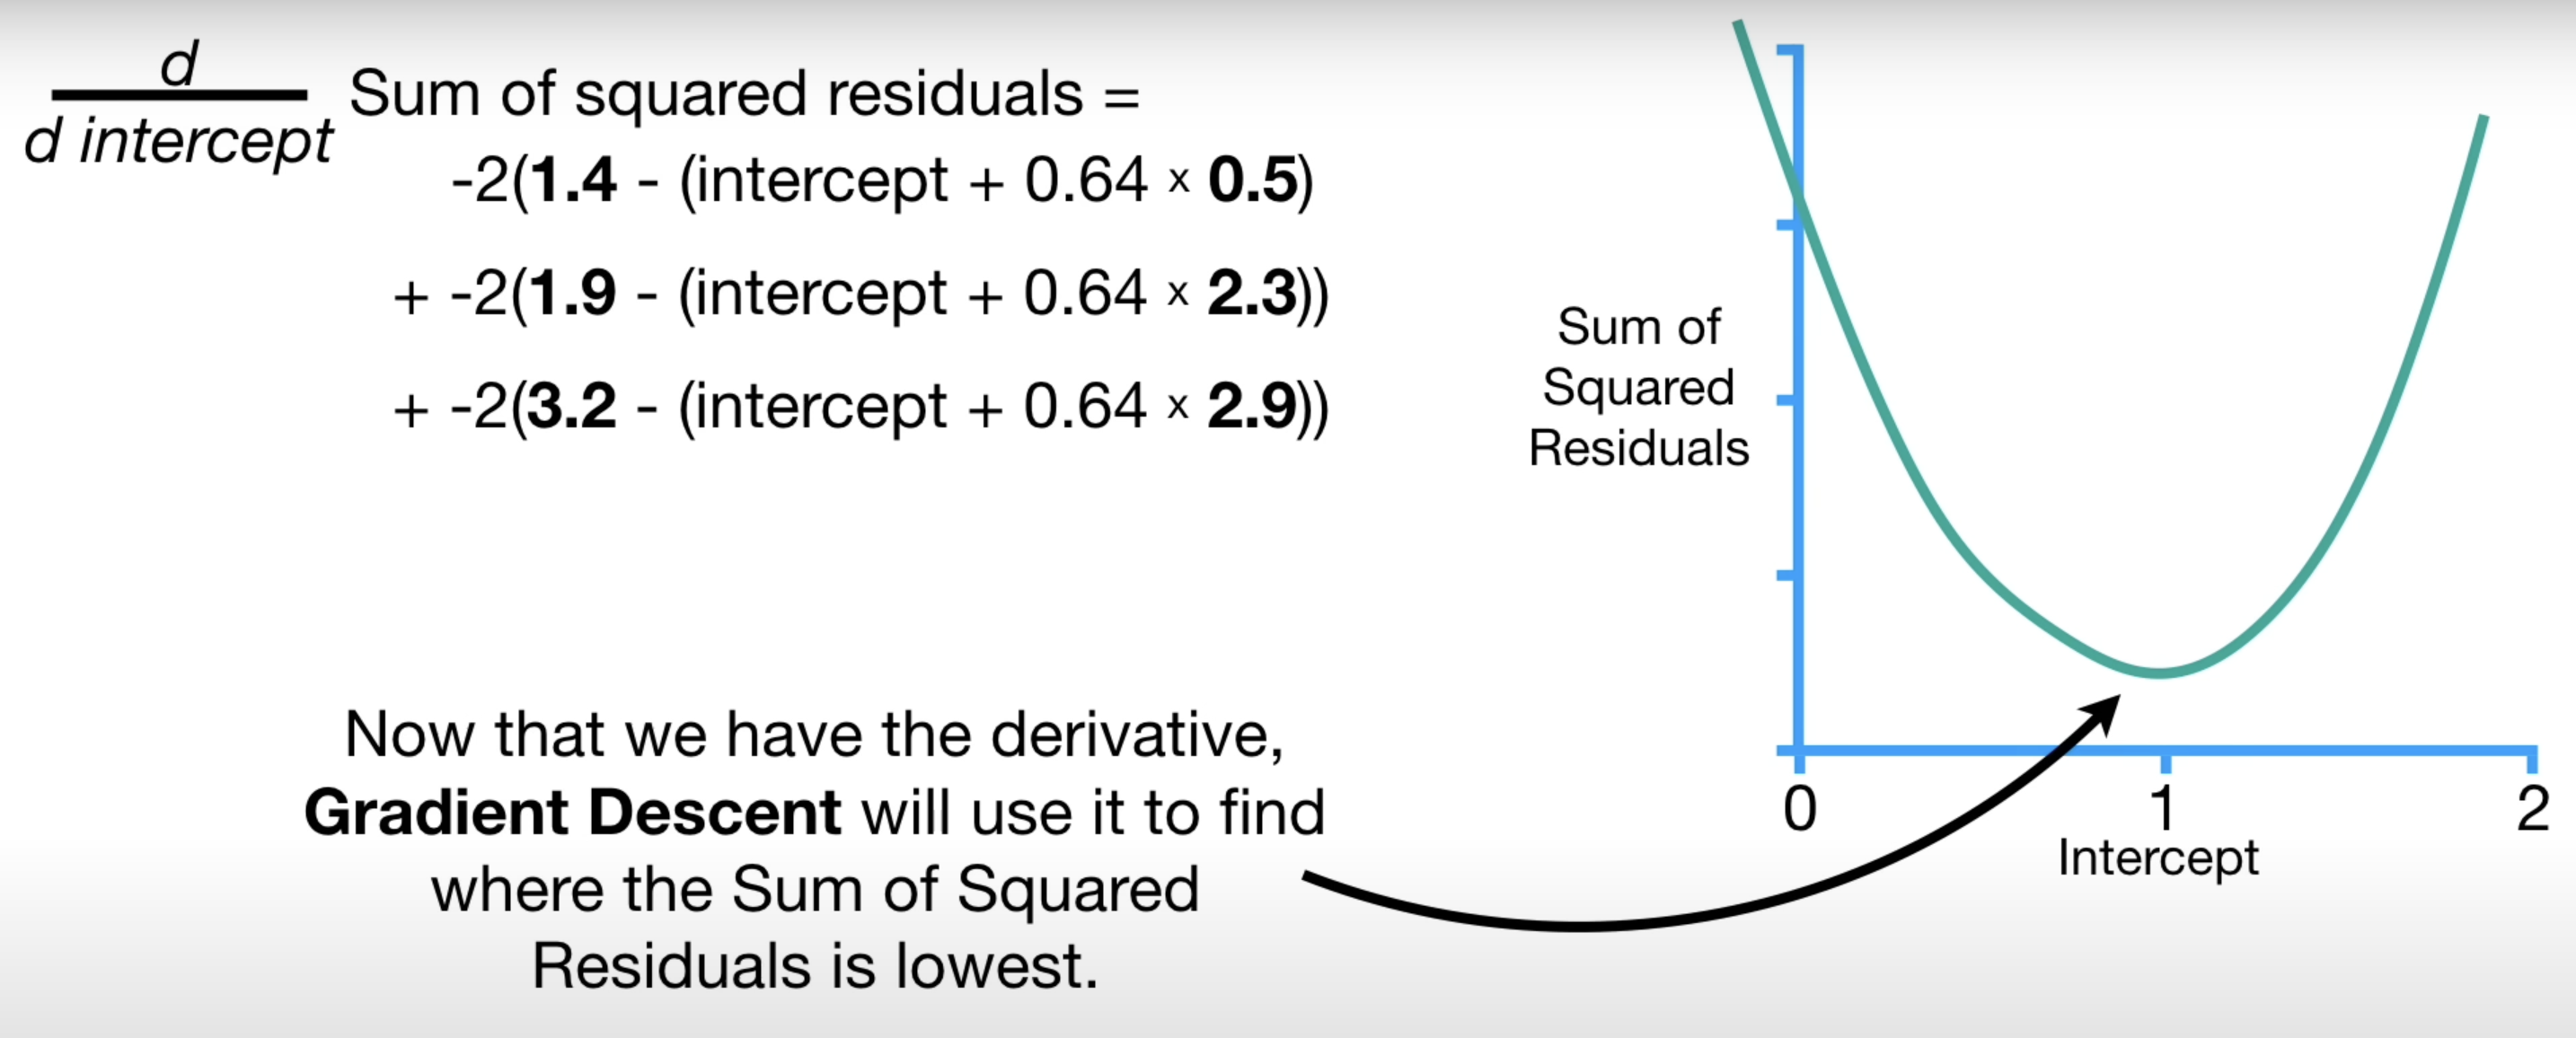 d
d intercept
Sum of squared residuals =
-2(1.4 - (intercept + 0.64 x 0.5)
+ -2(1.9 - (intercept + 0.64 x 2.3))
+ -2(3.2 - (intercept + 0.64 x 2.9))
Now that we have the derivative,
Gradient Descent will use it to find
where the Sum of Squared
Residuals is lowest.
Sum of
Squared
Residuals
0 1 2
Intercept